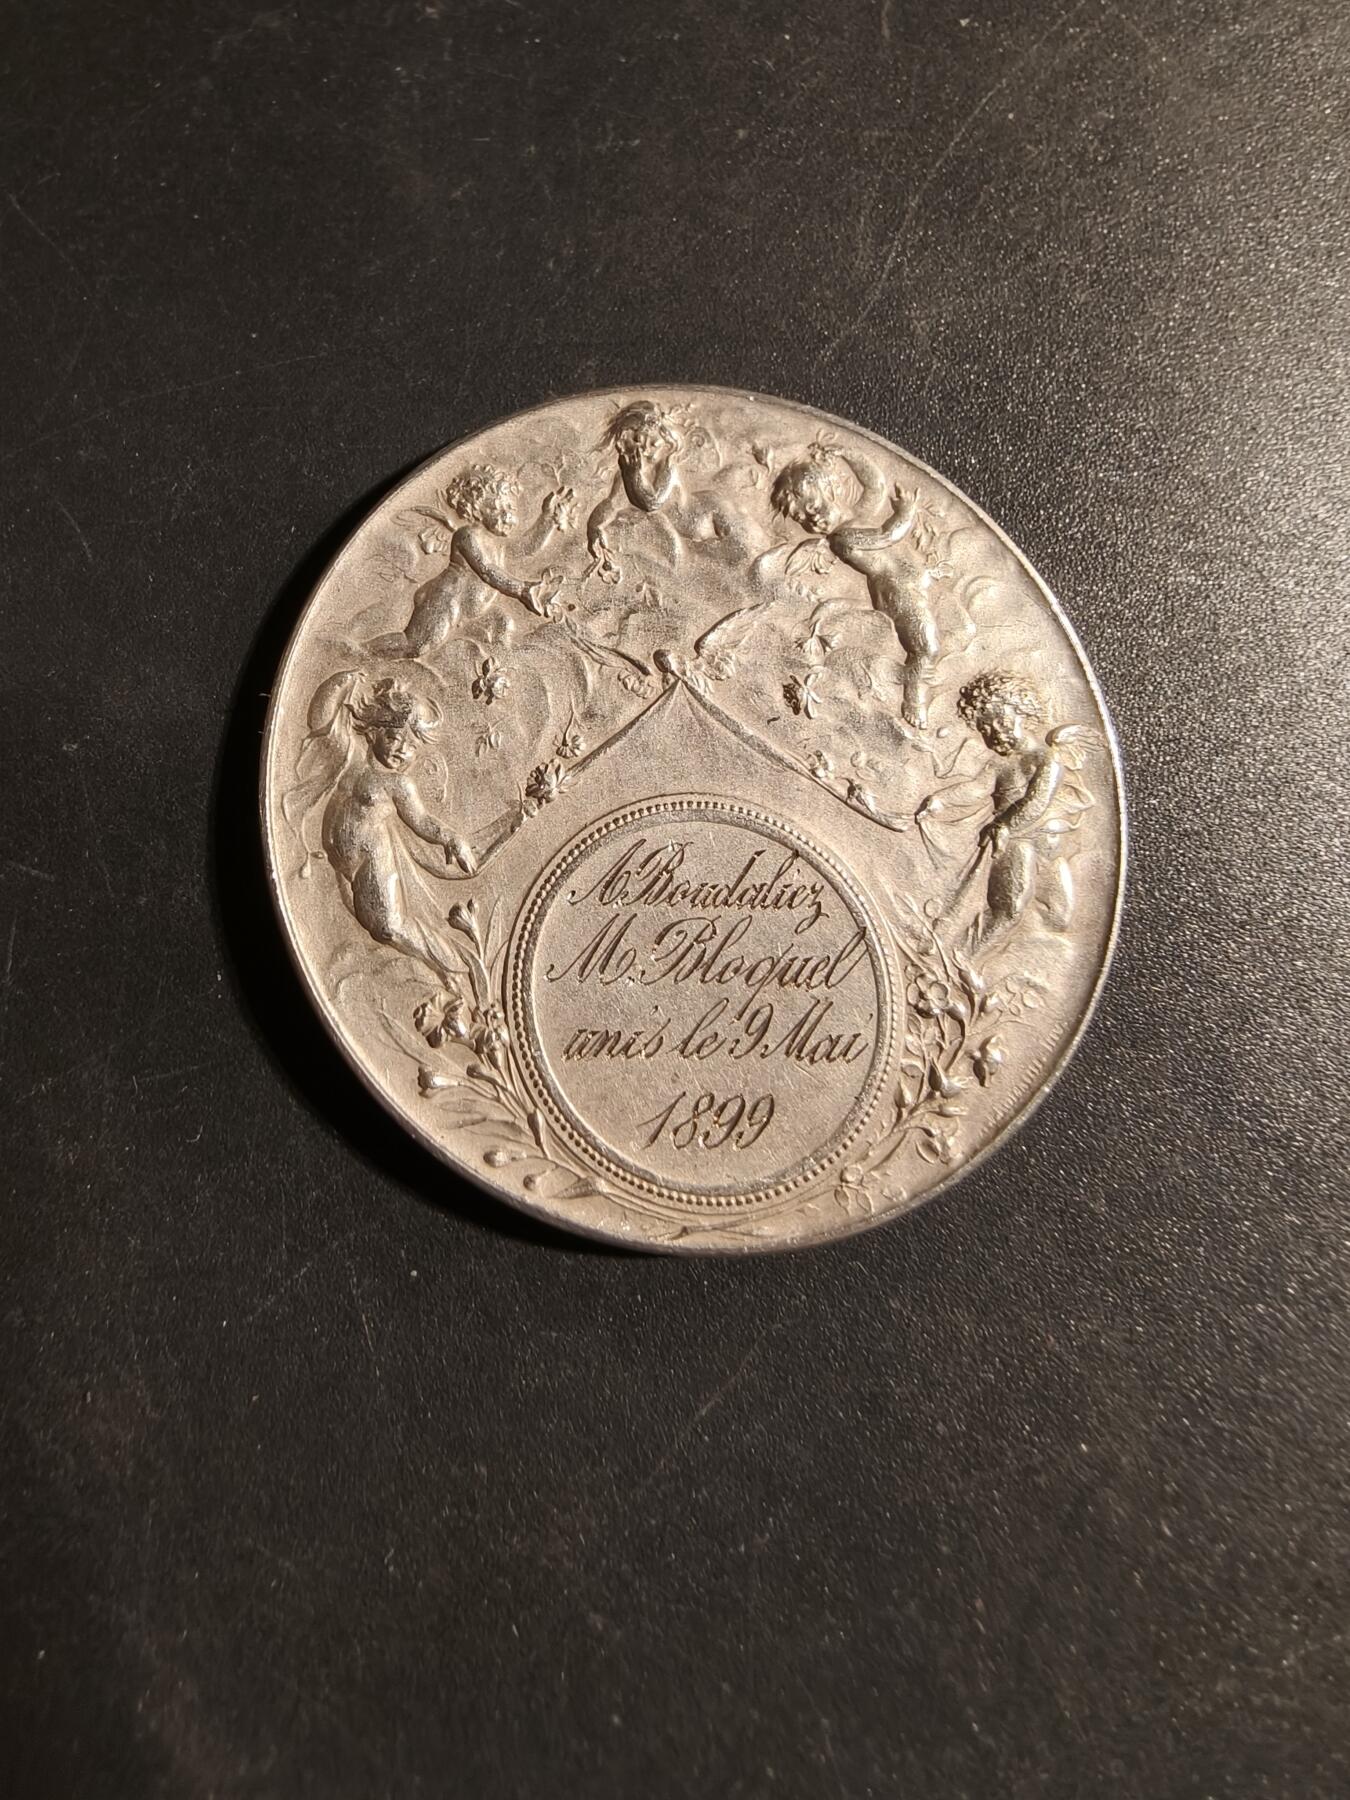 A Boudaliez
M. Bloquel
unis le 9 Mai
1899